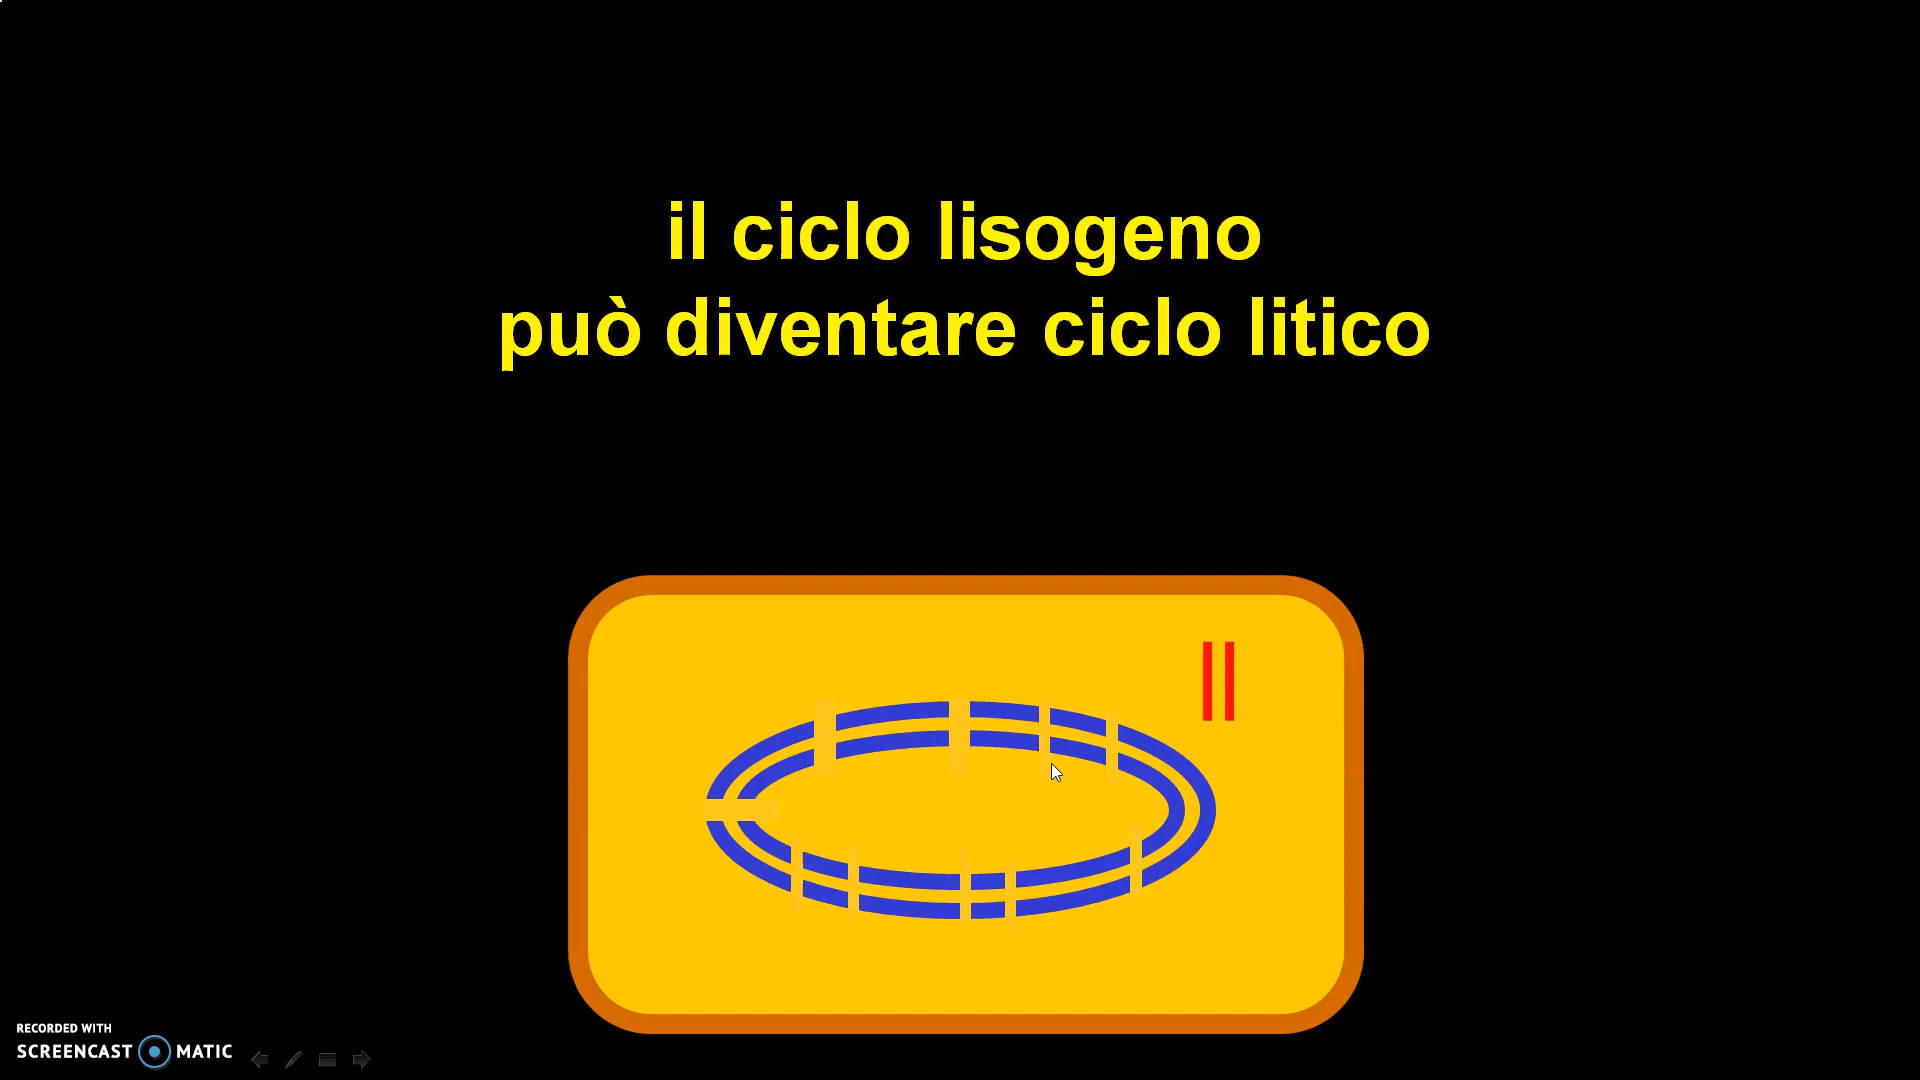 il ciclo lisogeno
può diventare ciclo litico
RECORDED WITH
SCREENCAST MATIC